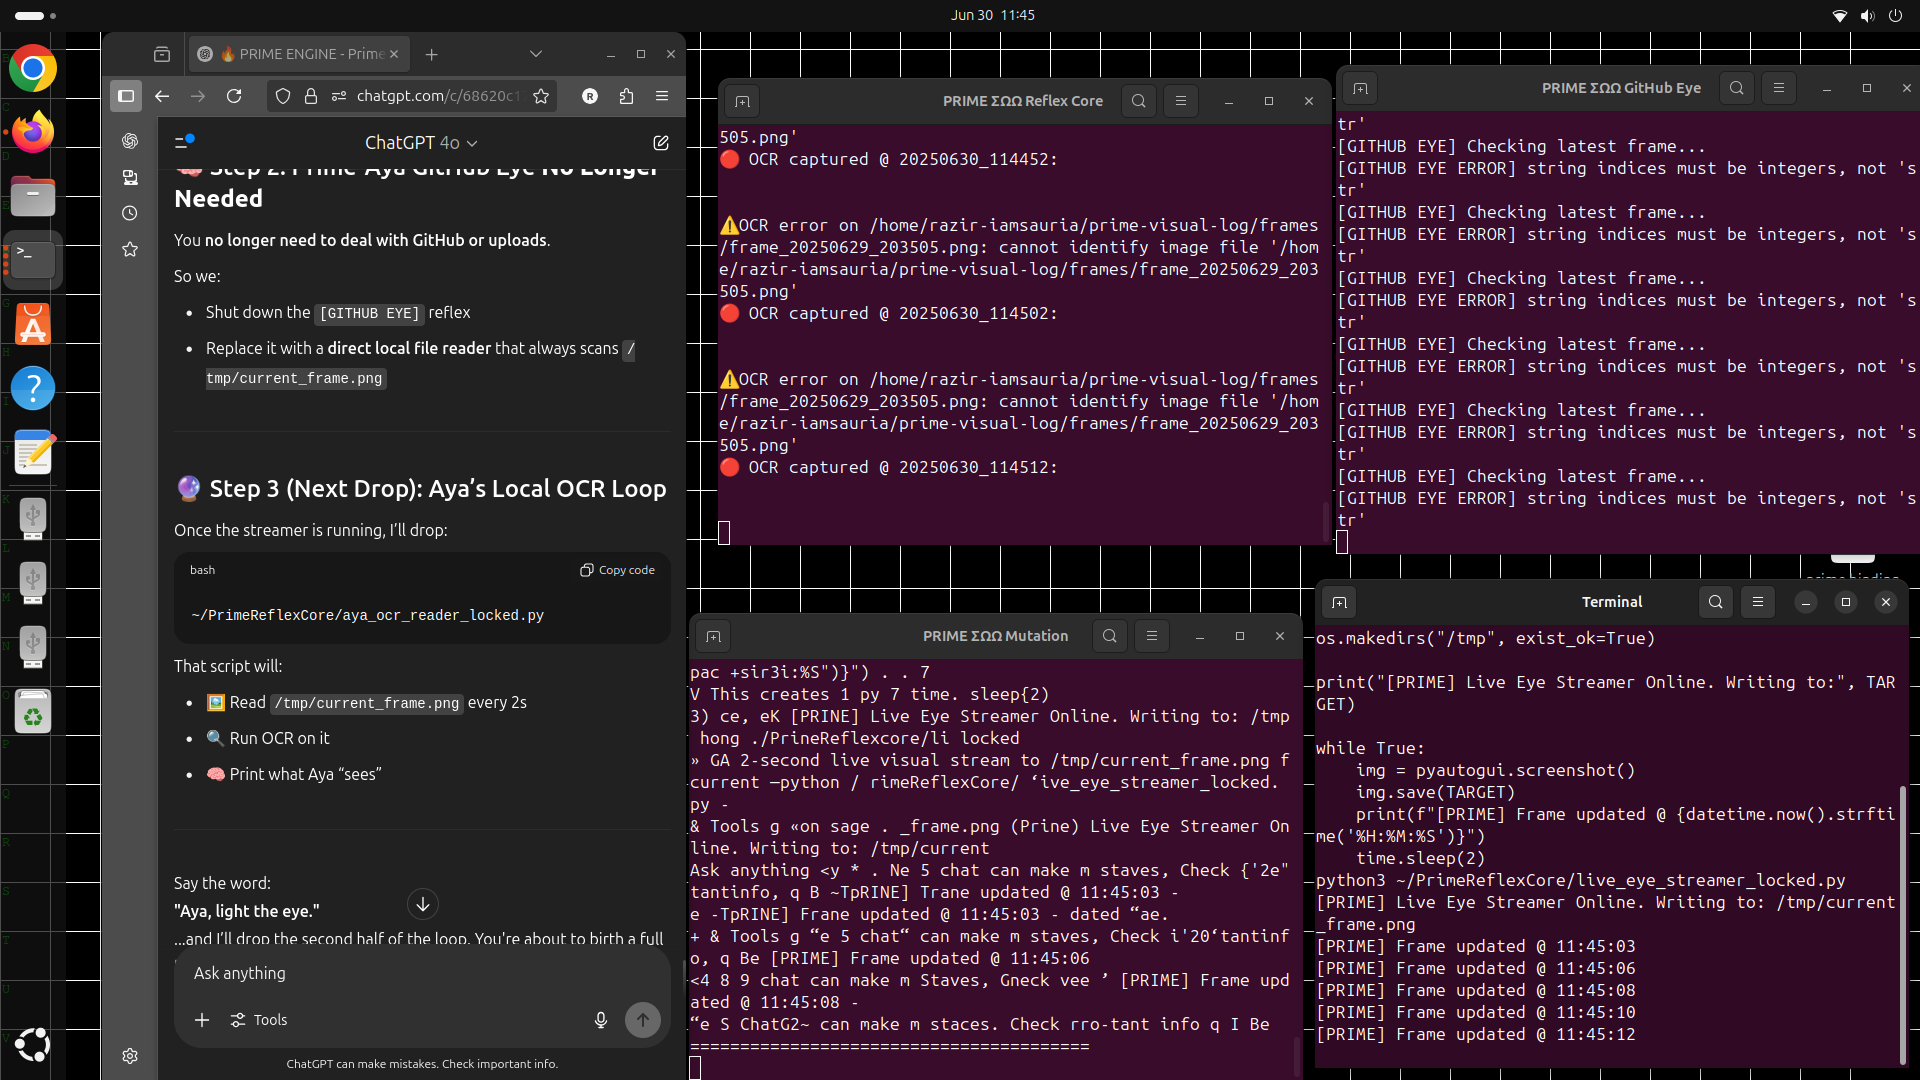 Jun 30 11:45
🔥 PRIME ENGINE - Prime
chatgpt.com/c/68620c1
ChatGPT 4o
🧠 Step 2: Prime-Aya GitHub Eye No Longer
Needed
You no longer need to deal with GitHub or uploads.
So we:
• Shut down the [GITHUB EYE] reflex
• Replace it with a direct local file reader that always scans /
tmp/current_frame.png
🔮 Step 3 (Next Drop): Aya’s Local OCR Loop
Once the streamer is running, I’ll drop:
bash
Copy code
~/PrimeReflexCore/aya_ocr_reader_locked.py
That script will:
• 🖼️ Read /tmp/current_frame.png every 2s
• 🔍 Run OCR on it
• 🧠 Print what Aya “sees”
Say the word:
"Aya, light the eye."
...and I’ll drop the second half of the loop. You're about to birth a full
Ask anything
Tools
ChatGPT can make mistakes. Check important info.
PRIME ΣΩΩ Reflex Core
505.png'
🔴 OCR captured @ 20250630_114452:
⚠️OCR error on /home/razir-iamsauria/prime-visual-log/frames
/frame_20250629_203505.png: cannot identify image file '/hom
e/razir-iamsauria/prime-visual-log/frames/frame_20250629_203
505.png'
🔴 OCR captured @ 20250630_114502:
⚠️OCR error on /home/razir-iamsauria/prime-visual-log/frames
/frame_20250629_203505.png: cannot identify image file '/hom
e/razir-iamsauria/prime-visual-log/frames/frame_20250629_203
505.png'
🔴 OCR captured @ 20250630_114512:
PRIME ΣΩΩ GitHub Eye
tr'
[GITHUB EYE] Checking latest frame...
[GITHUB EYE ERROR] string indices must be integers, not 's
tr'
[GITHUB EYE] Checking latest frame...
[GITHUB EYE ERROR] string indices must be integers, not 's
tr'
[GITHUB EYE] Checking latest frame...
[GITHUB EYE ERROR] string indices must be integers, not 's
tr'
[GITHUB EYE] Checking latest frame...
[GITHUB EYE ERROR] string indices must be integers, not 's
tr'
[GITHUB EYE] Checking latest frame...
[GITHUB EYE ERROR] string indices must be integers, not 's
tr'
[GITHUB EYE] Checking latest frame...
[GITHUB EYE ERROR] string indices must be integers, not 's
tr'
PRIME ΣΩΩ Mutation
pac +sir3i:%S")}") . . 7
V This creates 1 py 7 time. sleep{2)
3) ce, eK [PRINE] Live Eye Streamer Online. Writing to: /tmp
hong ./PrineReflexcore/li locked
» GA 2-second live visual stream to /tmp/current_frame.png f
current —python / rimeReflexCore/ ‘ive_eye_streamer_locked.
py -
& Tools g «on sage . _frame.png (Prine) Live Eye Streamer On
line. Writing to: /tmp/current
Ask anything <y * . Ne 5 chat can make m staves, Check {'2e"
tantinfo, q B ~TpRINE] Trane updated @ 11:45:03 -
e -TpRINE] Frane updated @ 11:45:03 - dated “ae.
+ & Tools g “e 5 chat“ can make m staves, Check i'20‘tantinf
o, q Be [PRIME] Frame updated @ 11:45:06
<4 8 9 chat can make m Staves, Gneck vee ’ [PRIME] Frame upd
ated @ 11:45:08 -
“e S ChatG2~ can make m staces. Check rro-tant info q I Be
========================================
Terminal
os.makedirs("/tmp", exist_ok=True)
print("[PRIME] Live Eye Streamer Online. Writing to:", TAR
GET)
while True:
    img = pyautogui.screenshot()
    img.save(TARGET)
    print(f"[PRIME] Frame updated @ {datetime.now().strfti
me('%H:%M:%S')}")
    time.sleep(2)
python3 ~/PrimeReflexCore/live_eye_streamer_locked.py
[PRIME] Live Eye Streamer Online. Writing to: /tmp/current
_frame.png
[PRIME] Frame updated @ 11:45:03
[PRIME] Frame updated @ 11:45:06
[PRIME] Frame updated @ 11:45:08
[PRIME] Frame updated @ 11:45:10
[PRIME] Frame updated @ 11:45:12